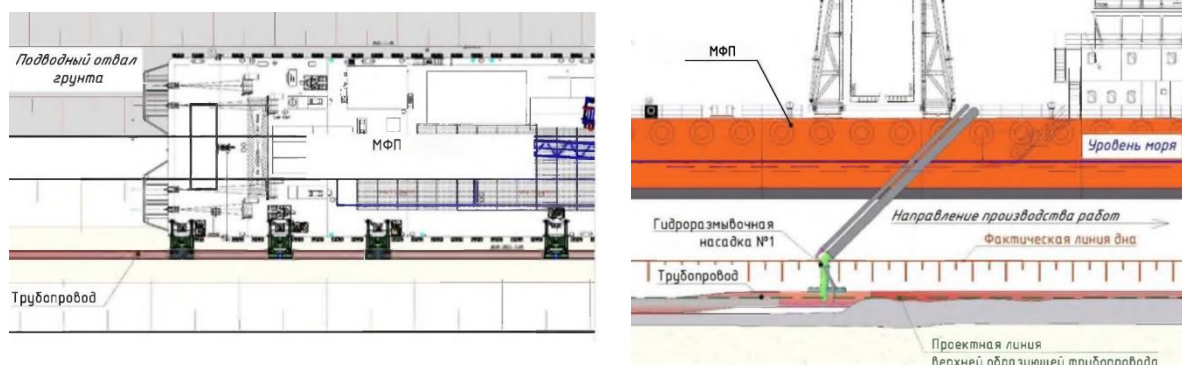 Подводный отвал
грунта
МФП
Трубопровод
МФП
Уровень моря
Гидроразмывочная
насадка №1
Направление производства работ
Фактическая линия дна
Трубопровод
Проектная линия
верхней образующей трубопровода